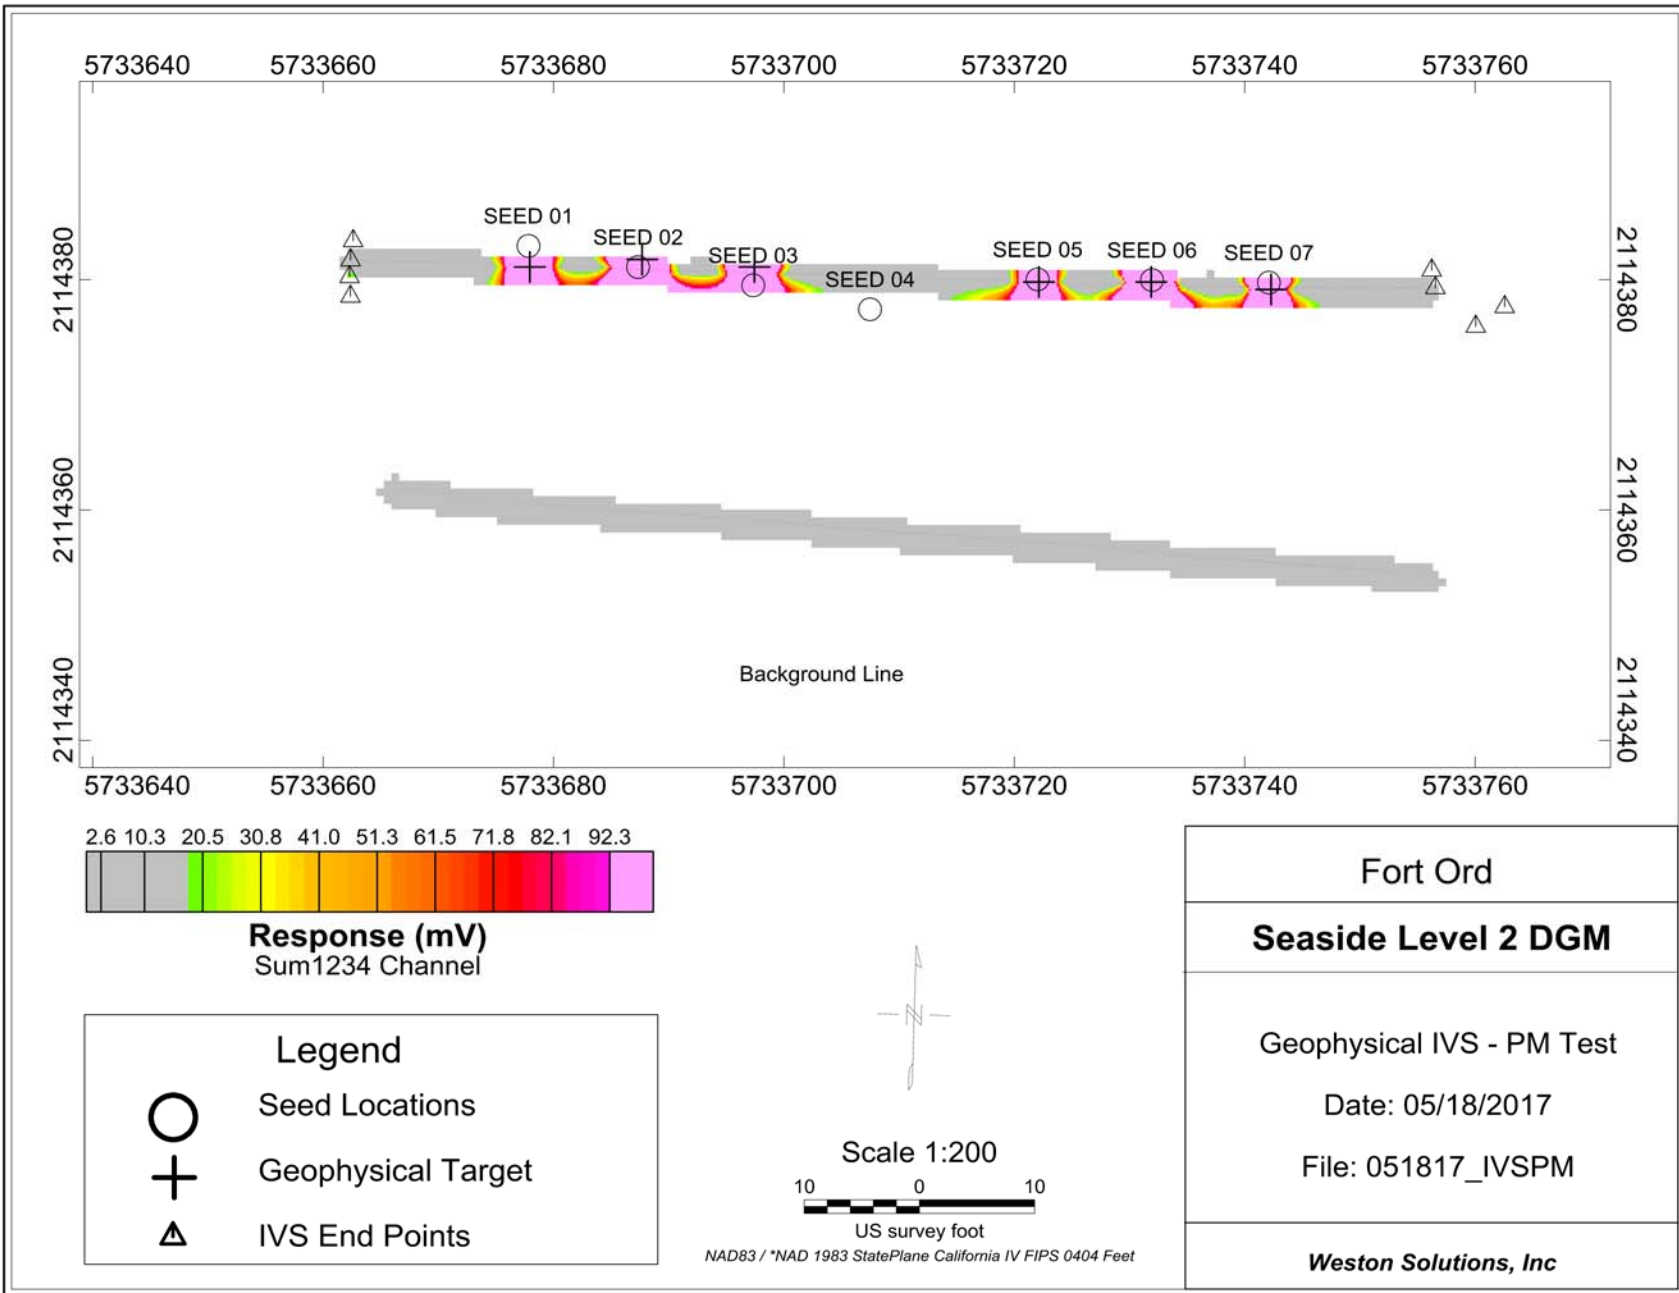 5733640 5733660 5733680 5733700 5733720 5733740 5733760
2114380
2114360
2114340
SEED 01
SEED 02
SEED 03
SEED 04
SEED 05
SEED 06
SEED 07
2114380
2114360
2114340
Background Line
5733640 5733660 5733680 5733700 5733720 5733740 5733760
2.6 10.3 20.5 30.8 41.0 51.3 61.5 71.8 82.1 92.3
Response (mV)
Sum1234 Channel
Legend
Seed Locations
Geophysical Target
IVS End Points
N
Scale 1:200
10 0 10
US survey foot
NAD83 / *NAD 1983 StatePlane California IV FIPS 0404 Feet
Fort Ord
Seaside Level 2 DGM
Geophysical IVS - PM Test
Date: 05/18/2017
File: 051817_IVSPM
Weston Solutions, Inc